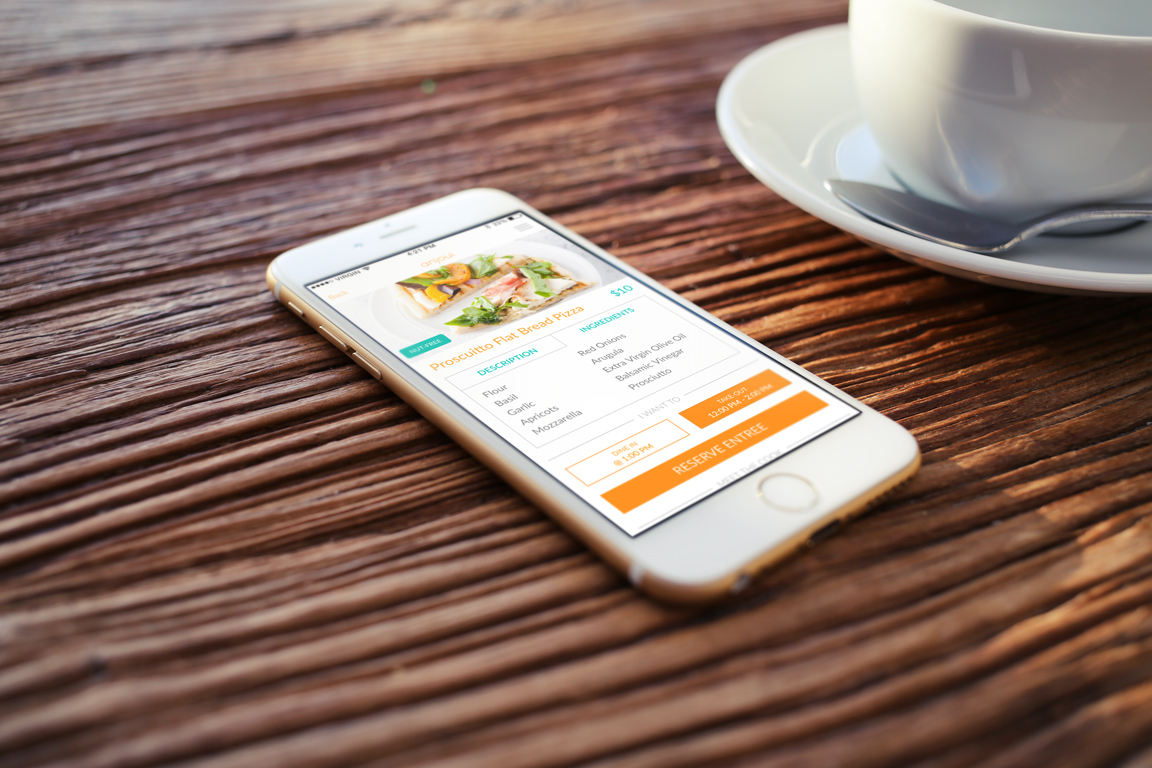 VIRGIN
4:21 PM
Back
NUT-FREE
Proscuitto Flat Bread Pizza
$10
DESCRIPTION
INGREDIENTS
Flour
Basil
Garlic
Apricots
Mozzarella
Red Onions
Arugula
Extra Virgin Olive Oil
Balsamic Vinegar
Prosciutto
I WANT TO
DINE IN
@ 1:00 PM
TAKE OUT
12:00 PM - 2:00 PM
RESERVE ENTREE
MEET THE COOK